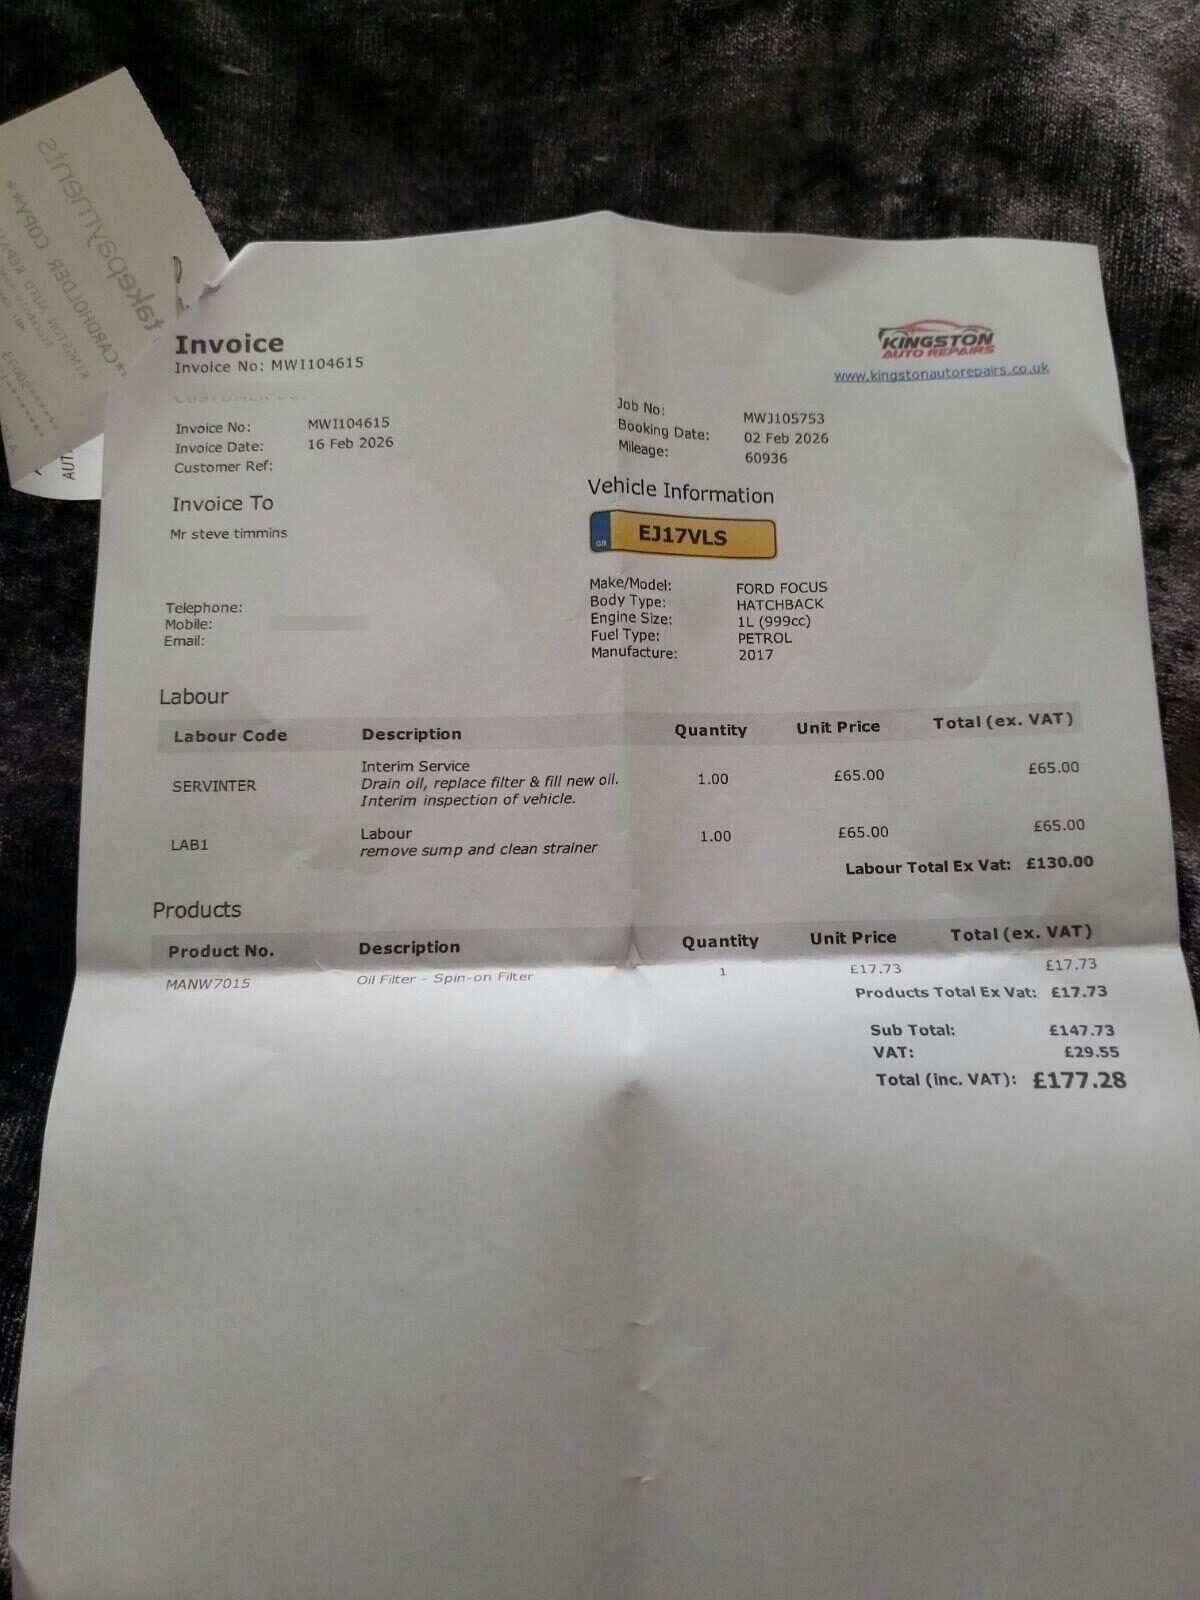 takepayments
**CARDHOLDER COPY**
KINGSTON AUTO REPAIRS
Invoice
Invoice No: MWI104615
KINGSTON
AUTO REPAIRS
www.kingstonautorepairs.co.uk
CUSTOMER
Invoice No: MWI104615
Invoice Date: 16 Feb 2026
Customer Ref:
Job No: MWJ105753
Booking Date: 02 Feb 2026
Mileage: 60936
AUT
Invoice To
Mr steve timmins
Telephone:
Mobile:
Email:
Vehicle Information
GB EJ17VLS
Make/Model: FORD FOCUS
Body Type: HATCHBACK
Engine Size: 1L (999cc)
Fuel Type: PETROL
Manufacture: 2017
Labour
Labour Code Description Quantity Unit Price Total (ex. VAT)
SERVINTER Interim Service 1.00 £65.00 £65.00
Drain oil, replace filter & fill new oil.
Interim inspection of vehicle.
LAB1 Labour 1.00 £65.00 £65.00
remove sump and clean strainer
Labour Total Ex Vat: £130.00
Products
Product No. Description Quantity Unit Price Total (ex. VAT)
MANW7015 Oil Filter - Spin-on Filter 1 £17.73 £17.73
Products Total Ex Vat: £17.73
Sub Total: £147.73
VAT: £29.55
Total (inc. VAT): £177.28